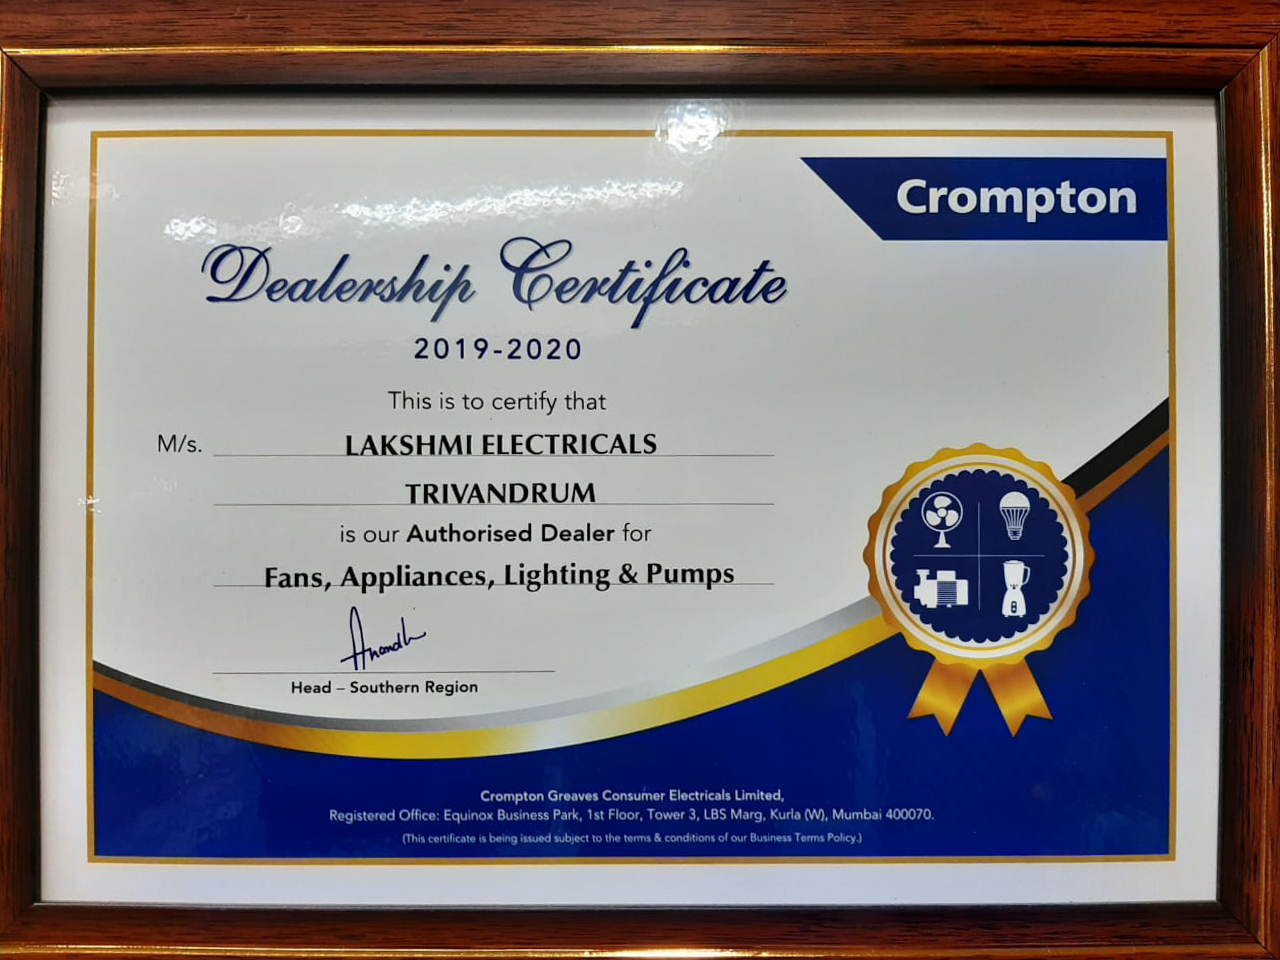 Crompton
Dealership Certificate
2019-2020
This is to certify that
M/s. LAKSHMI ELECTRICALS
TRIVANDRUM
is our Authorised Dealer for
Fans, Appliances, Lighting & Pumps
Anandh
Head – Southern Region
Crompton Greaves Consumer Electricals Limited,
Registered Office: Equinox Business Park, 1st Floor, Tower 3, LBS Marg, Kurla (W), Mumbai 400070.
(This certificate is being issued subject to the terms & conditions of our Business Terms Policy.)